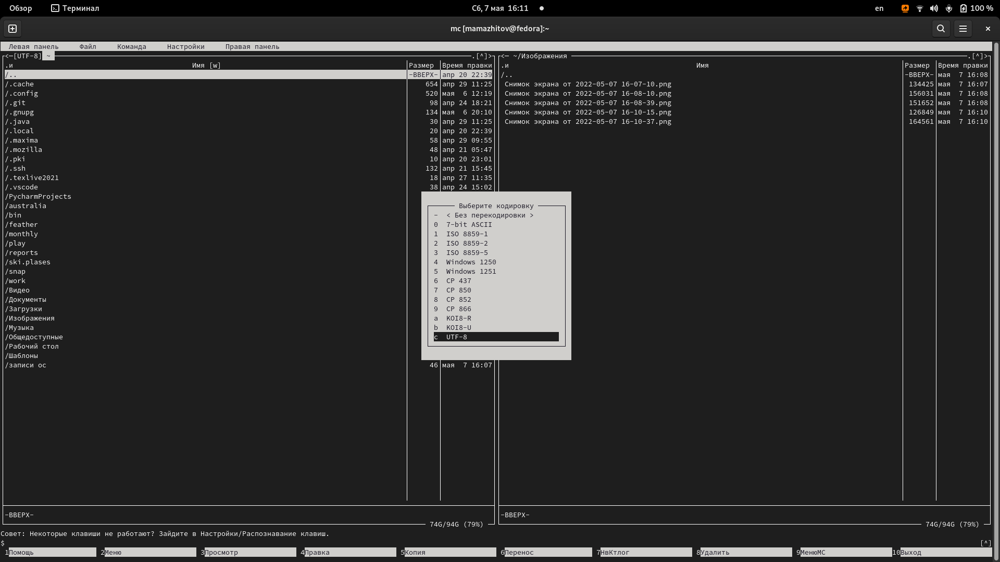 Обзор Терминал Сб, 7 мая 16:11 en 100 %
mc [mamazhitov@fedora]:~
Левая панель Файл Команда Настройки Правая панель
<─[UTF-8] ~ .[^]> <─ ~/Изображения .[^]>
.и Имя [w] Размер Время правки .и Имя Размер Время правки
/.. -ВВЕРХ- апр 20 22:39 /.. -ВВЕРХ- мая 7 16:08
/.cache 654 апр 29 11:25 Снимок экрана от 2022-05-07 16-07-10.png 134425 мая 7 16:07
/.config 520 мая 6 12:19 Снимок экрана от 2022-05-07 16-08-10.png 156031 мая 7 16:08
/.git 98 апр 24 18:21 Снимок экрана от 2022-05-07 16-08-39.png 151652 мая 7 16:08
/.gnupg 134 мая 6 20:10 Снимок экрана от 2022-05-07 16-10-15.png 126849 мая 7 16:10
/.java 30 апр 29 11:25 Снимок экрана от 2022-05-07 16-10-37.png 164561 мая 7 16:10
/.local 20 апр 20 22:39
/.maxima 58 апр 29 09:55
/.mozilla 48 апр 21 05:47
/.pki 10 апр 20 23:01
/.ssh 132 апр 21 15:45
/.texlive2021 18 апр 27 11:35
/.vscode 38 апр 24 15:02
/PycharmProjects
/australia
/bin
/feather
/monthly
/play
/reports
/ski.plases
/snap
/work
/Видео
/Документы
/Загрузки
/Изображения
/Музыка
/Общедоступные
/Рабочий стол
/Шаблоны
/записи ос 46 мая 7 16:07
Выберите кодировку
- < Без перекодировки >
0 7-bit ASCII
1 ISO 8859-1
2 ISO 8859-2
3 ISO 8859-5
4 Windows 1250
5 Windows 1251
6 CP 437
7 CP 850
8 CP 852
9 CP 866
a KOI8-R
b KOI8-U
c UTF-8
-ВВЕРХ- -ВВЕРХ-
74G/94G (79%) 74G/94G (79%)
Совет: Некоторые клавиши не работают? Зайдите в Настройки/Распознавание клавиш.
$ [^]
1Помощь 2Меню 3Просмотр 4Правка 5Копия 6Перенос 7НвКтлог 8Удалить 9МенюMC 10Выход